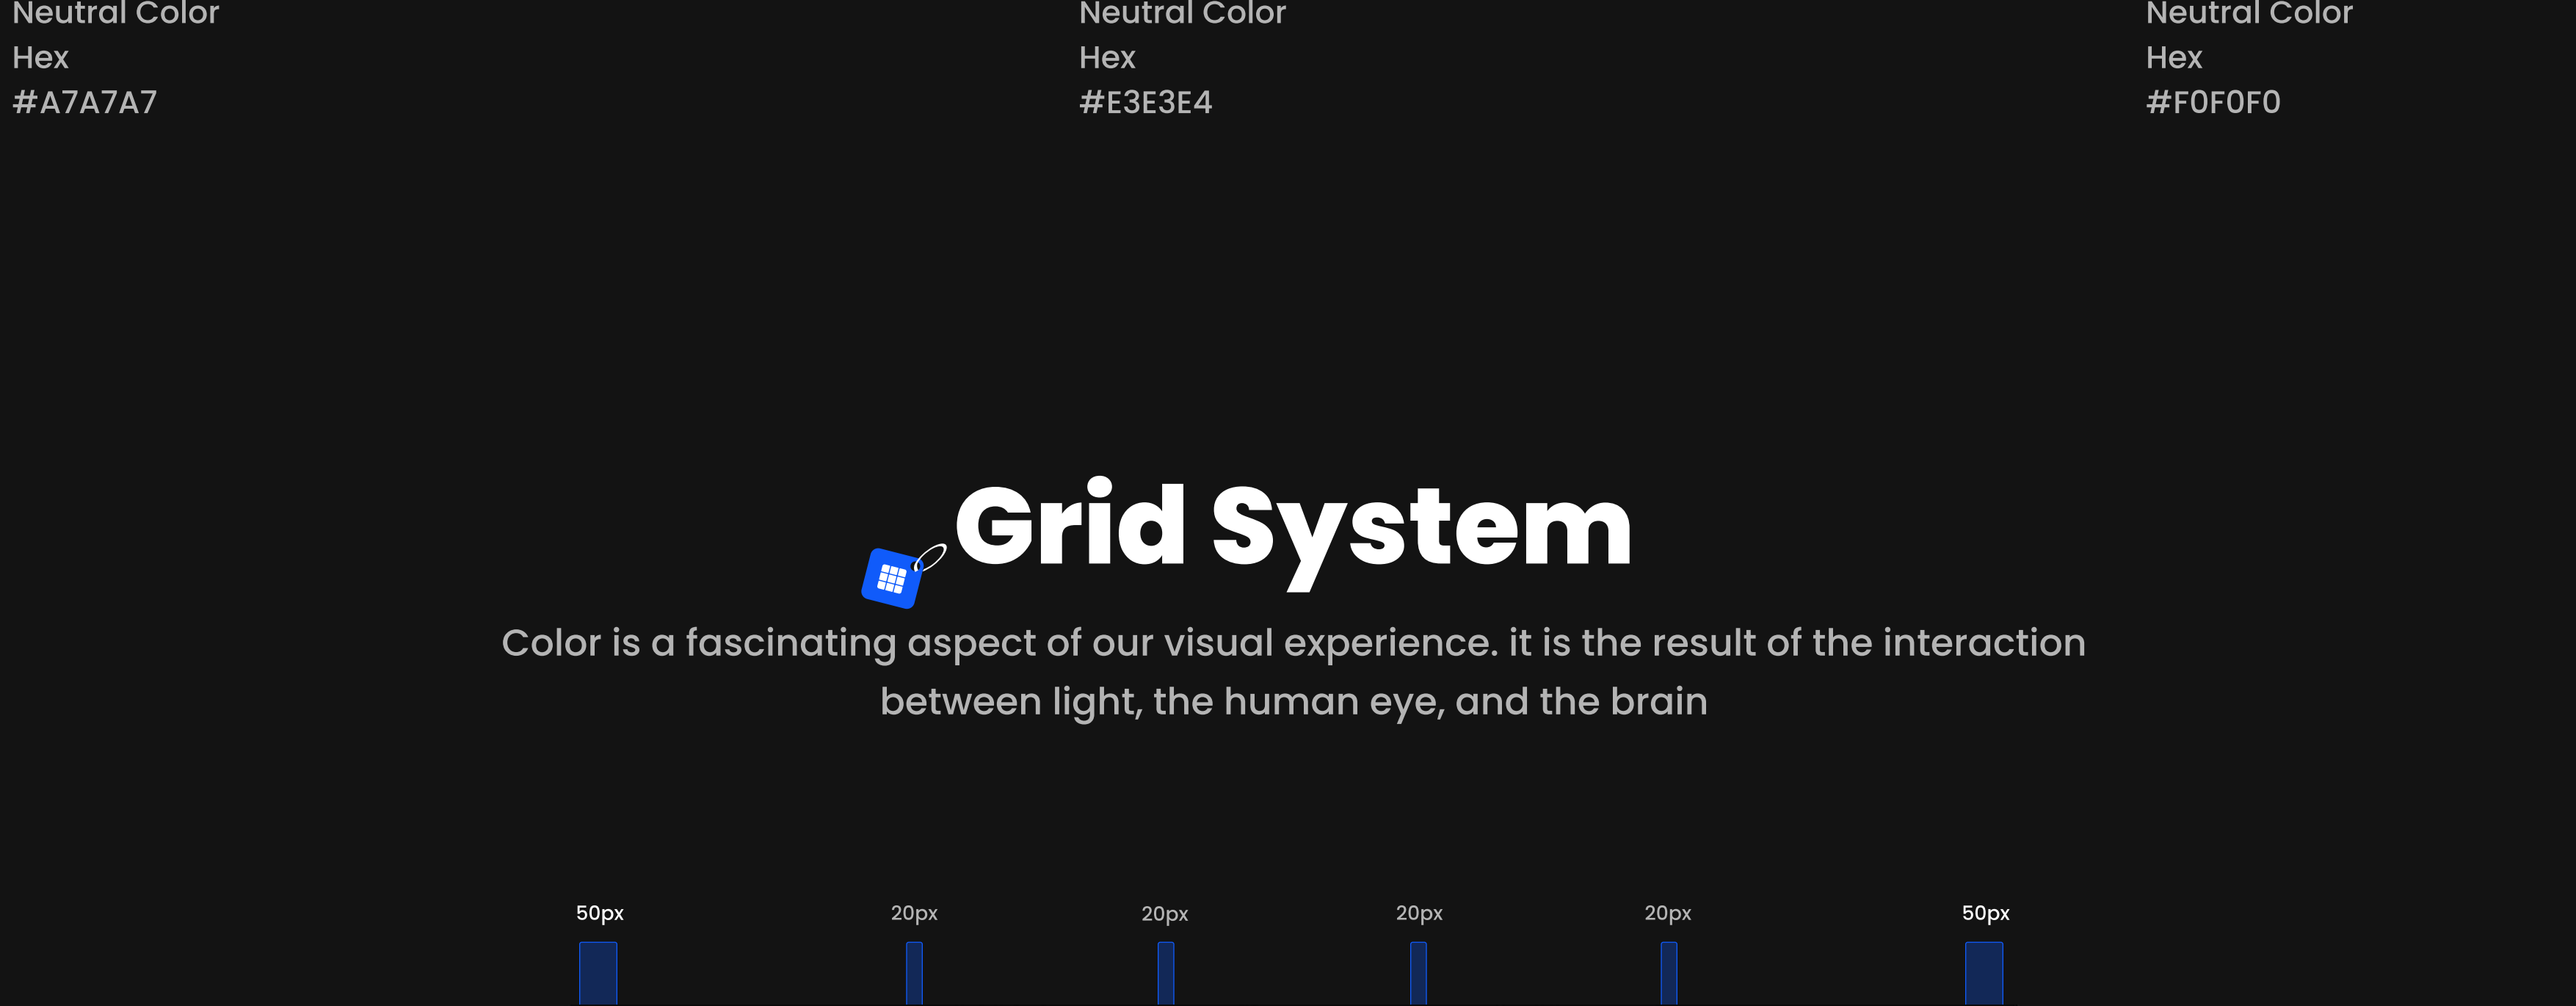 Neutral Color
Hex
#A7A7A7
Neutral Color
Hex
#E3E3E4
Neutral Color
Hex
#F0F0F0
Grid System
Color is a fascinating aspect of our visual experience. it is the result of the interaction
between light, the human eye, and the brain
50px 20px 20px 20px 20px 50px